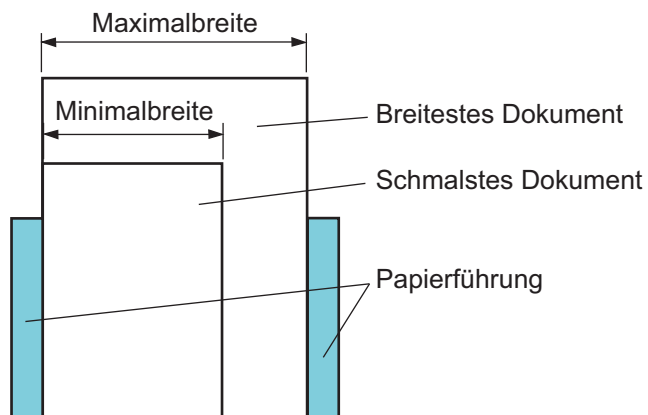 Maximalbreite
Minimalbreite
Breitestes Dokument
Schmalstes Dokument
Papierführung